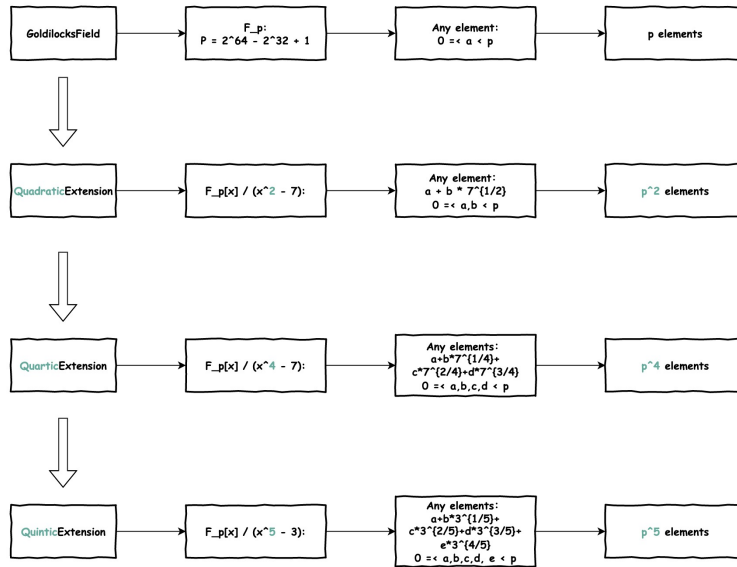 GoldilocksField
F_p:
P = 2^64 - 2^32 + 1
Any element:
0 =< a < p
p elements
QuadraticExtension
F_p[x] / (x^2 - 7):
Any element:
a + b * 7^{1/2}
0 =< a,b < p
p^2 elements
QuarticExtension
F_p[x] / (x^4 - 7):
Any elements:
a+b*7^{1/4}+
c*7^{2/4}+d*7^{3/4}
0 =< a,b,c,d < p
p^4 elements
QuinticExtension
F_p[x] / (x^5 - 3):
Any elements:
a+b*3^{1/5}+
c*3^{2/5}+d*3^{3/5}+
e*3^{4/5}
0 =< a,b,c,d, e < p
p^5 elements